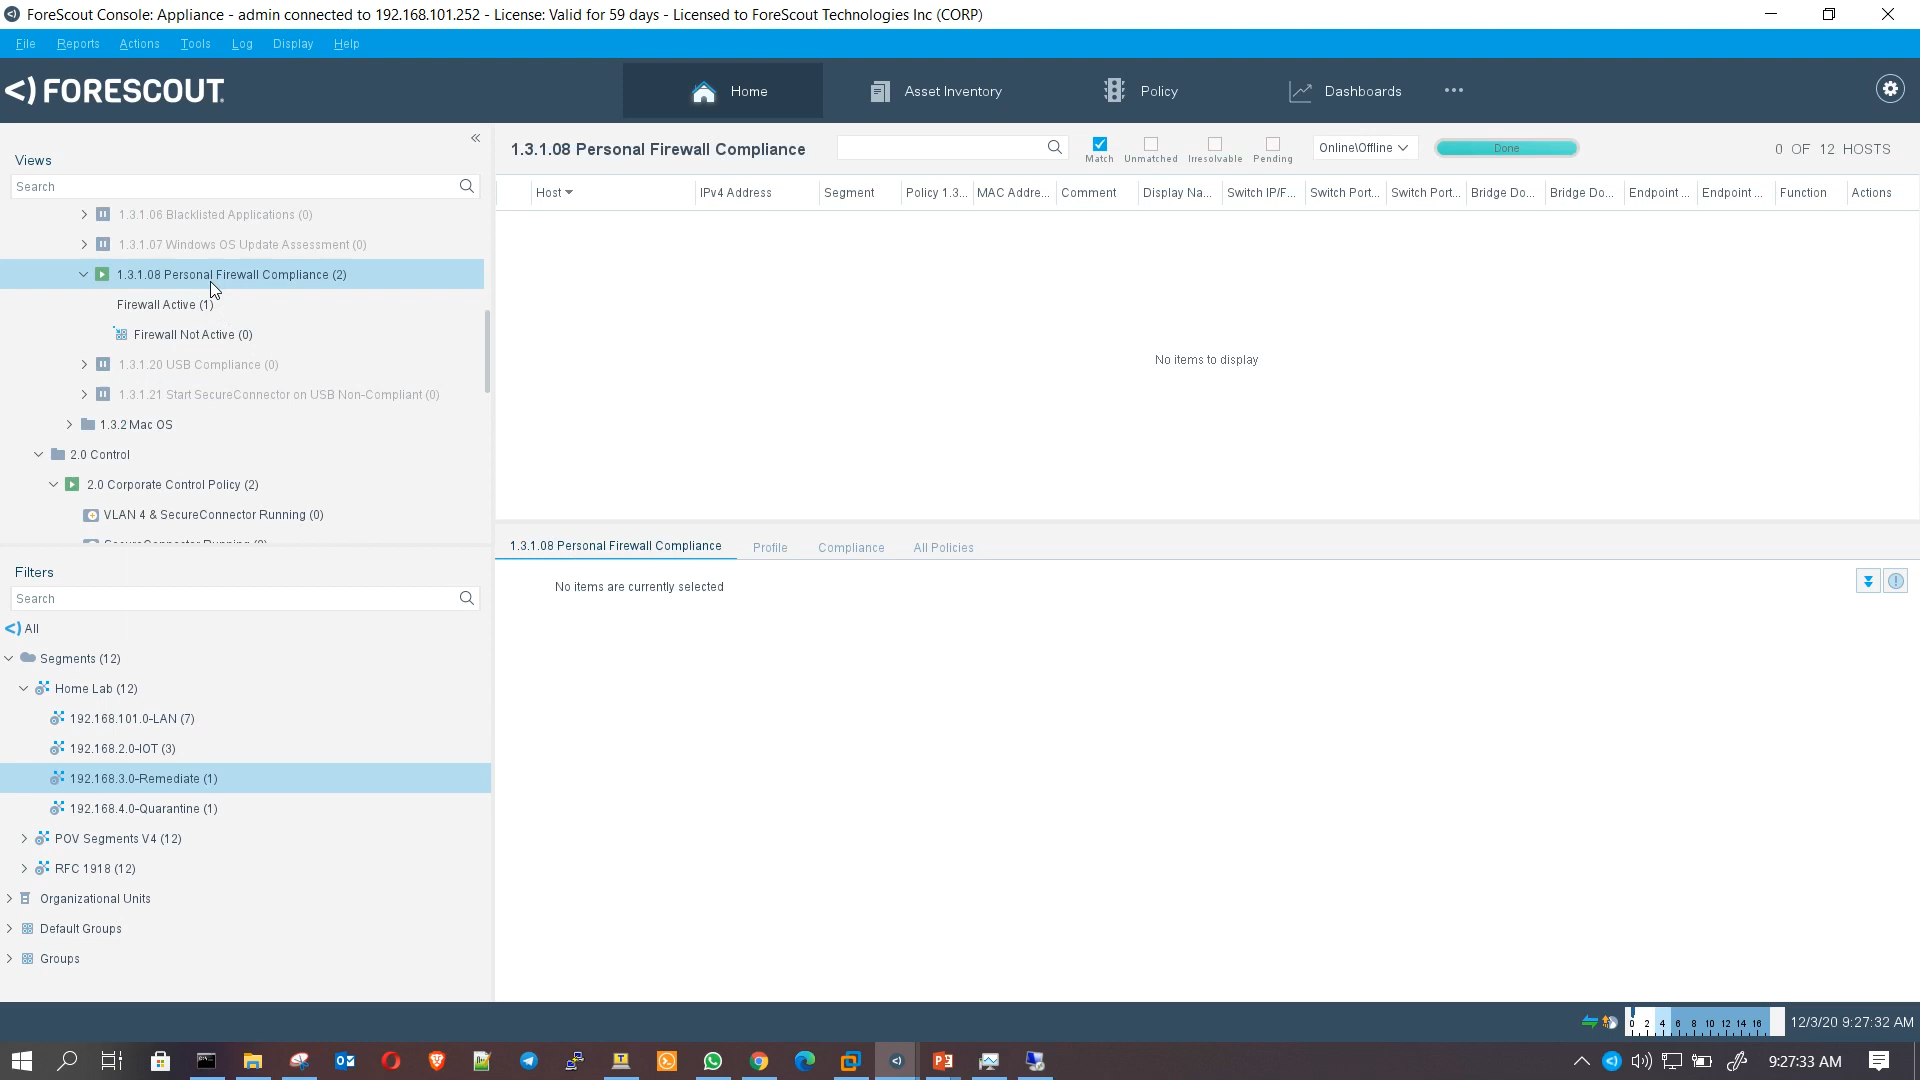 ForeScout Console: Appliance - admin connected to 192.168.101.252 - License: Valid for 59 days - Licensed to ForeScout Technologies Inc (CORP)
File Reports Actions Tools Log Display Help
FORESCOUT.
Home
Asset Inventory
Policy
Dashboards
Views
Search
1.3.1.06 Blacklisted Applications (0)
1.3.1.07 Windows OS Update Assessment (0)
1.3.1.08 Personal Firewall Compliance (2)
Firewall Active (1)
Firewall Not Active (0)
1.3.1.20 USB Compliance (0)
1.3.1.21 Start SecureConnector on USB Non-Compliant (0)
1.3.2 Mac OS
2.0 Control
2.0 Corporate Control Policy (2)
VLAN 4 & SecureConnector Running (0)
Filters
Search
All
Segments (12)
Home Lab (12)
192.168.101.0-LAN (7)
192.168.2.0-IOT (3)
192.168.3.0-Remediate (1)
192.168.4.0-Quarantine (1)
POV Segments V4 (12)
RFC 1918 (12)
Organizational Units
Default Groups
Groups
1.3.1.08 Personal Firewall Compliance
Match Unmatched Irresolvable Pending
Online\Offline
Done
0 OF 12 HOSTS
Host IPv4 Address Segment Policy 1.3... MAC Addre... Comment Display Na... Switch IP/F... Switch Port... Switch Port... Bridge Do... Bridge Do... Endpoint ... Endpoint ... Function Actions
No items to display
1.3.1.08 Personal Firewall Compliance Profile Compliance All Policies
No items are currently selected
0 2 4 6 8 10 12 14 16
12/3/20 9:27:32 AM
9:27:33 AM